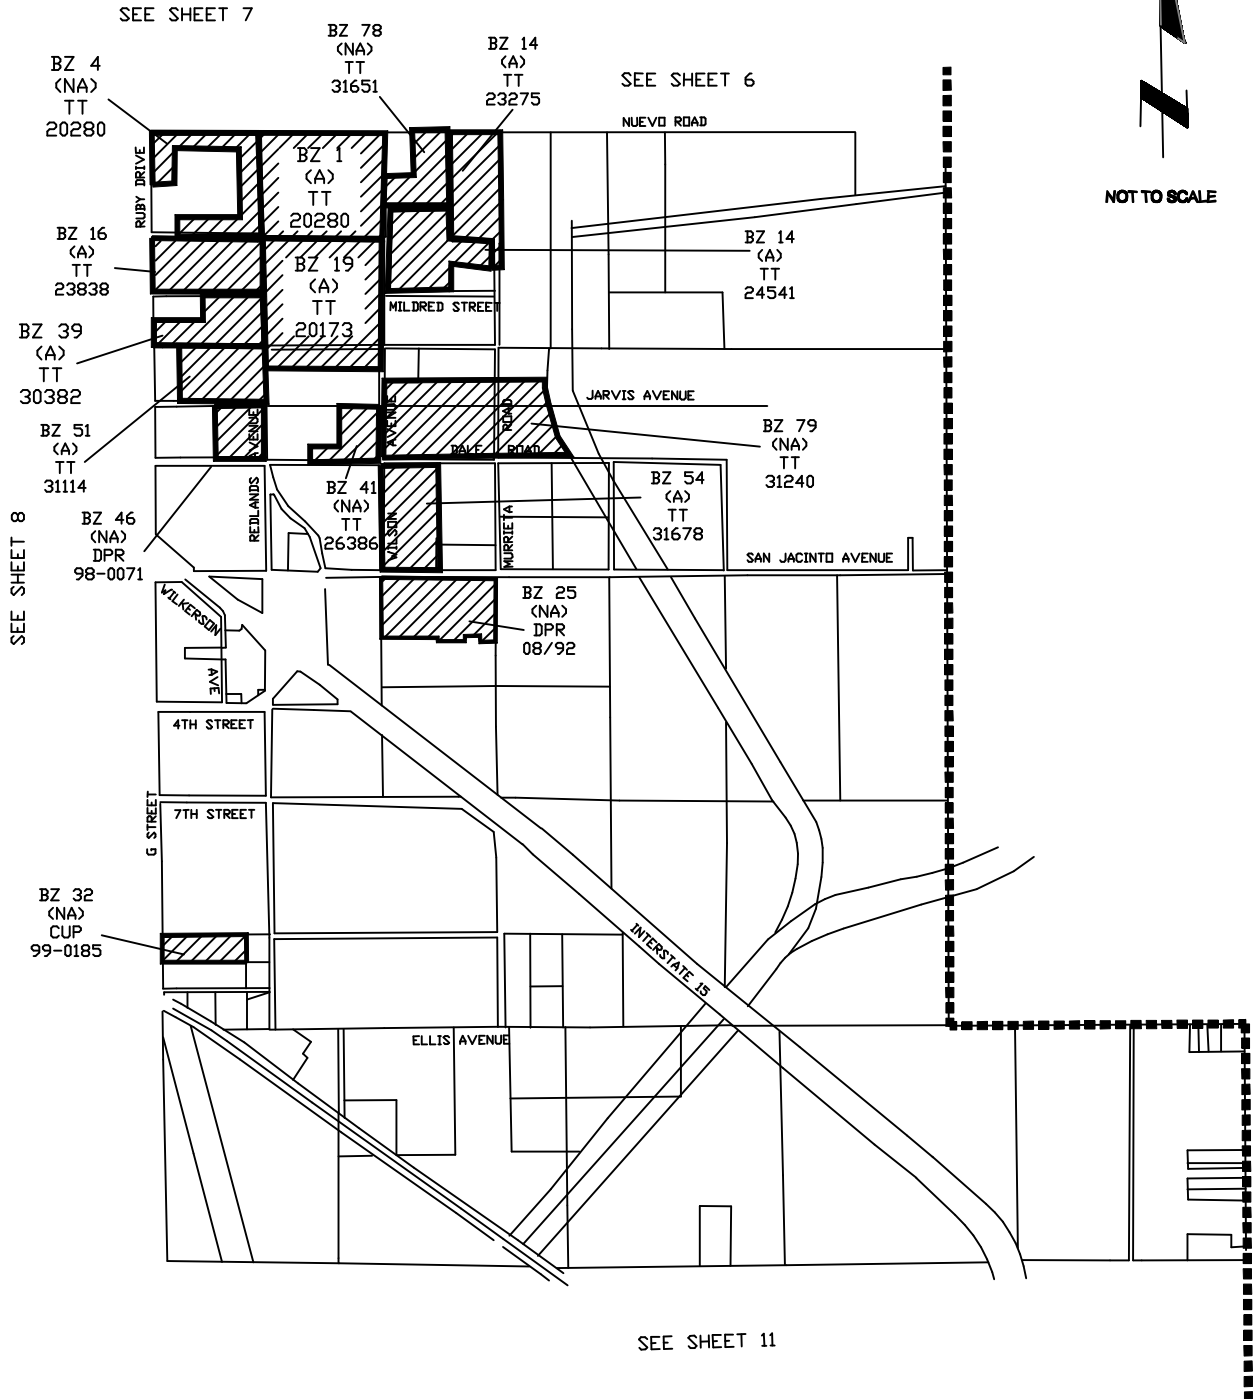 SEE SHEET 7
BZ 78
(NA)
TT
31651
BZ 14
(A)
TT
23275
BZ 4
(NA)
TT
20280
SEE SHEET 6
NUEVO ROAD
NOT TO SCALE
RUBY DRIVE
BZ 1
(A)
TT
20280
BZ 16
(A)
TT
23838
BZ 19
(A)
TT
20173
BZ 14
(A)
TT
24541
MILDRED STREET
BZ 39
(A)
TT
30382
JARVIS AVENUE
BZ 51
(A)
TT
31114
AVENUE
AVENUE
ROAD
DALE ROAD
BZ 79
(NA)
TT
31240
BZ 41
(NA)
TT
26386
BZ 54
(A)
TT
31678
REDLANDS
WILSON
MURRIETA
BZ 46
(NA)
DPR
98-0071
SEE SHEET 8
SAN JACINTO AVENUE
WILKERSON
AVE
BZ 25
(NA)
DPR
08/92
4TH STREET
G STREET
7TH STREET
BZ 32
(NA)
CUP
99-0185
INTERSTATE 15
ELLIS AVENUE
SEE SHEET 11